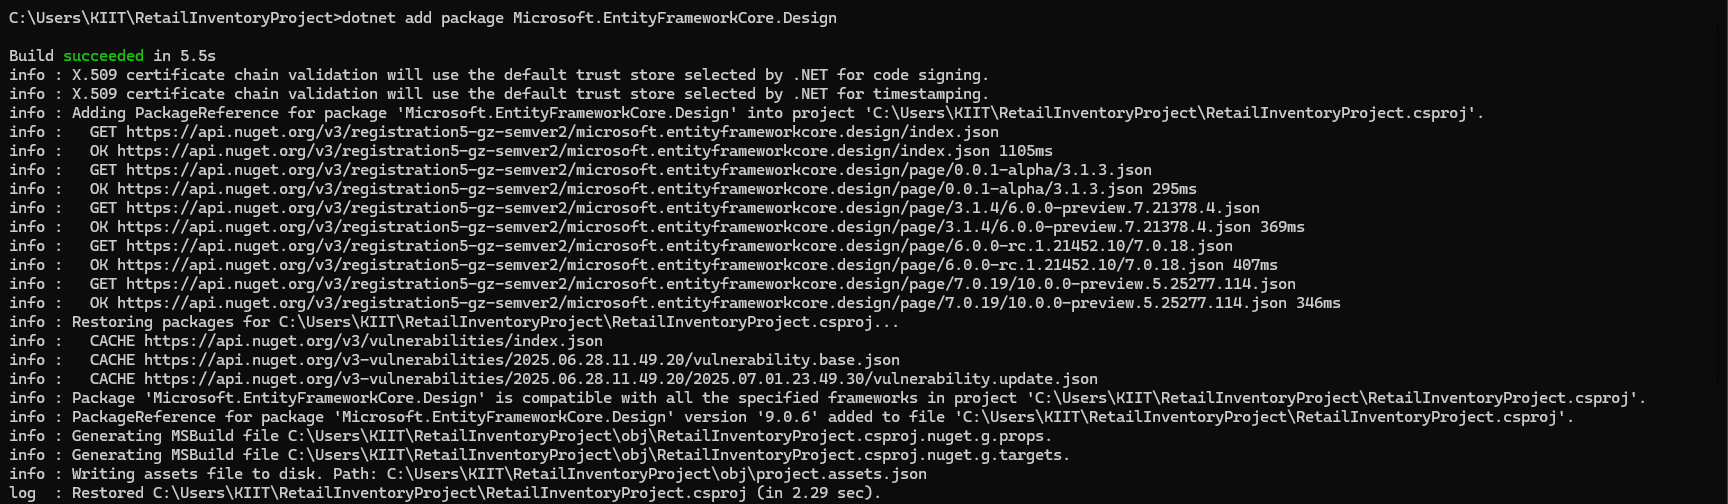 C:\Users\KIIT\RetailInventoryProject>dotnet add package Microsoft.EntityFrameworkCore.Design
Build succeeded in 5.5s
info : X.509 certificate chain validation will use the default trust store selected by .NET for code signing.
info : X.509 certificate chain validation will use the default trust store selected by .NET for timestamping.
info : Adding PackageReference for package 'Microsoft.EntityFrameworkCore.Design' into project 'C:\Users\KIIT\RetailInventoryProject\RetailInventoryProject.csproj'.
info :   GET https://api.nuget.org/v3/registration5-gz-semver2/microsoft.entityframeworkcore.design/index.json
info :   OK https://api.nuget.org/v3/registration5-gz-semver2/microsoft.entityframeworkcore.design/index.json 1105ms
info :   GET https://api.nuget.org/v3/registration5-gz-semver2/microsoft.entityframeworkcore.design/page/0.0.1-alpha/3.1.3.json
info :   OK https://api.nuget.org/v3/registration5-gz-semver2/microsoft.entityframeworkcore.design/page/0.0.1-alpha/3.1.3.json 295ms
info :   GET https://api.nuget.org/v3/registration5-gz-semver2/microsoft.entityframeworkcore.design/page/3.1.4/6.0.0-preview.7.21378.4.json
info :   OK https://api.nuget.org/v3/registration5-gz-semver2/microsoft.entityframeworkcore.design/page/3.1.4/6.0.0-preview.7.21378.4.json 369ms
info :   GET https://api.nuget.org/v3/registration5-gz-semver2/microsoft.entityframeworkcore.design/page/6.0.0-rc.1.21452.10/7.0.18.json
info :   OK https://api.nuget.org/v3/registration5-gz-semver2/microsoft.entityframeworkcore.design/page/6.0.0-rc.1.21452.10/7.0.18.json 407ms
info :   GET https://api.nuget.org/v3/registration5-gz-semver2/microsoft.entityframeworkcore.design/page/7.0.19/10.0.0-preview.5.25277.114.json
info :   OK https://api.nuget.org/v3/registration5-gz-semver2/microsoft.entityframeworkcore.design/page/7.0.19/10.0.0-preview.5.25277.114.json 346ms
info : Restoring packages for C:\Users\KIIT\RetailInventoryProject\RetailInventoryProject.csproj...
info :   CACHE https://api.nuget.org/v3/vulnerabilities/index.json
info :   CACHE https://api.nuget.org/v3-vulnerabilities/2025.06.28.11.49.20/vulnerability.base.json
info :   CACHE https://api.nuget.org/v3-vulnerabilities/2025.06.28.11.49.20/2025.07.01.23.49.30/vulnerability.update.json
info : Package 'Microsoft.EntityFrameworkCore.Design' is compatible with all the specified frameworks in project 'C:\Users\KIIT\RetailInventoryProject\RetailInventoryProject.csproj'.
info : PackageReference for package 'Microsoft.EntityFrameworkCore.Design' version '9.0.6' added to file 'C:\Users\KIIT\RetailInventoryProject\RetailInventoryProject.csproj'.
info : Generating MSBuild file C:\Users\KIIT\RetailInventoryProject\obj\RetailInventoryProject.csproj.nuget.g.props.
info : Generating MSBuild file C:\Users\KIIT\RetailInventoryProject\obj\RetailInventoryProject.csproj.nuget.g.targets.
info : Writing assets file to disk. Path: C:\Users\KIIT\RetailInventoryProject\obj\project.assets.json
log  : Restored C:\Users\KIIT\RetailInventoryProject\RetailInventoryProject.csproj (in 2.29 sec).